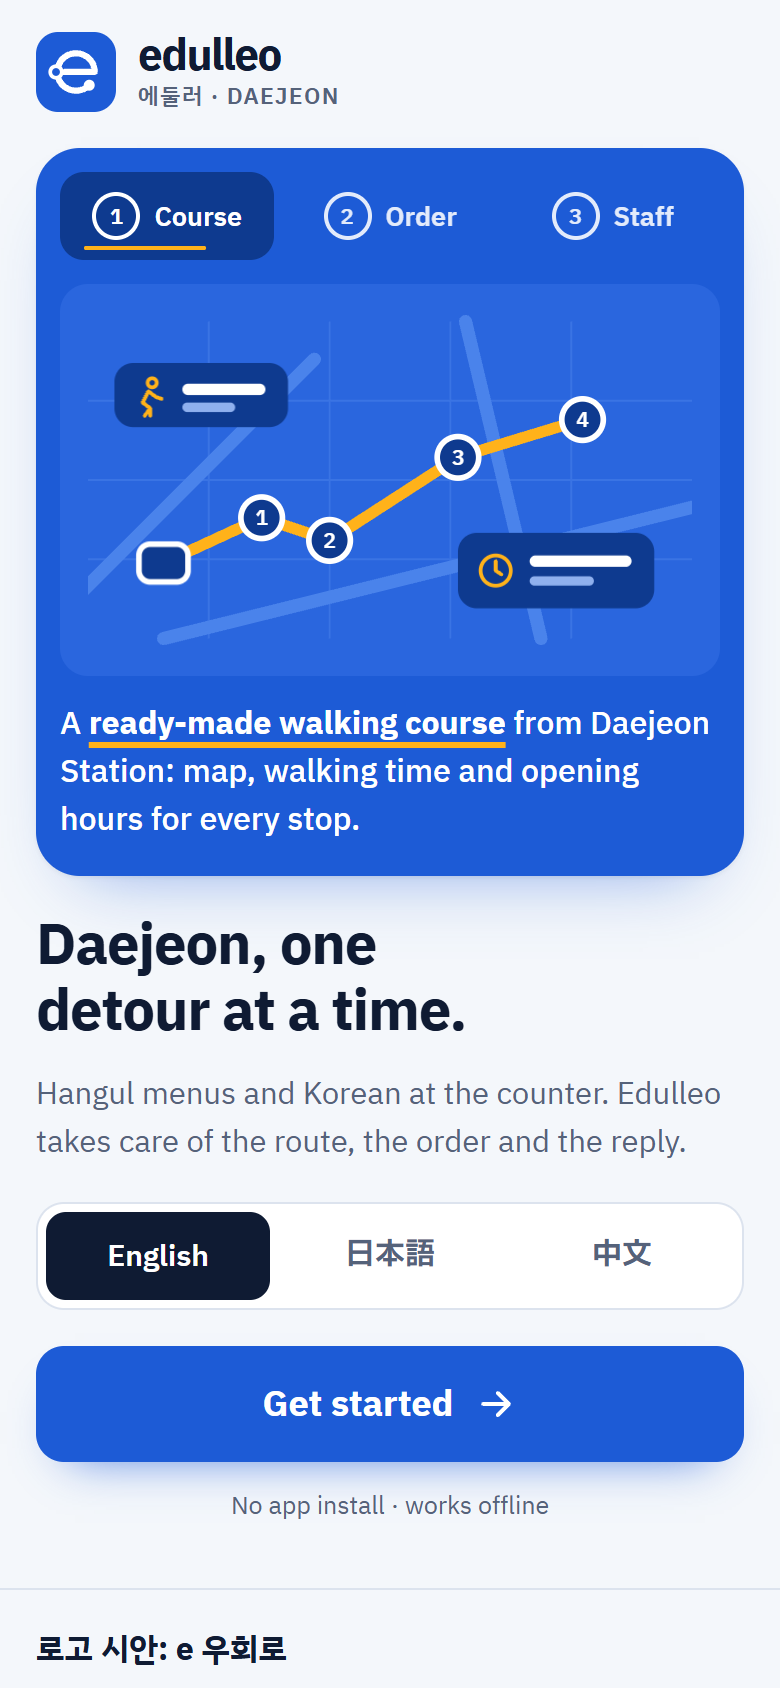 edulleo
에둘러 · DAEJEON
1 Course
2 Order
3 Staff
4
3
1
2
A ready-made walking course from Daejeon
Station: map, walking time and opening
hours for every stop.
Daejeon, one
detour at a time.
Hangul menus and Korean at the counter. Edulleo
takes care of the route, the order and the reply.
English
日本語
中文
Get started →
No app install · works offline
로고 시안: e 우회로